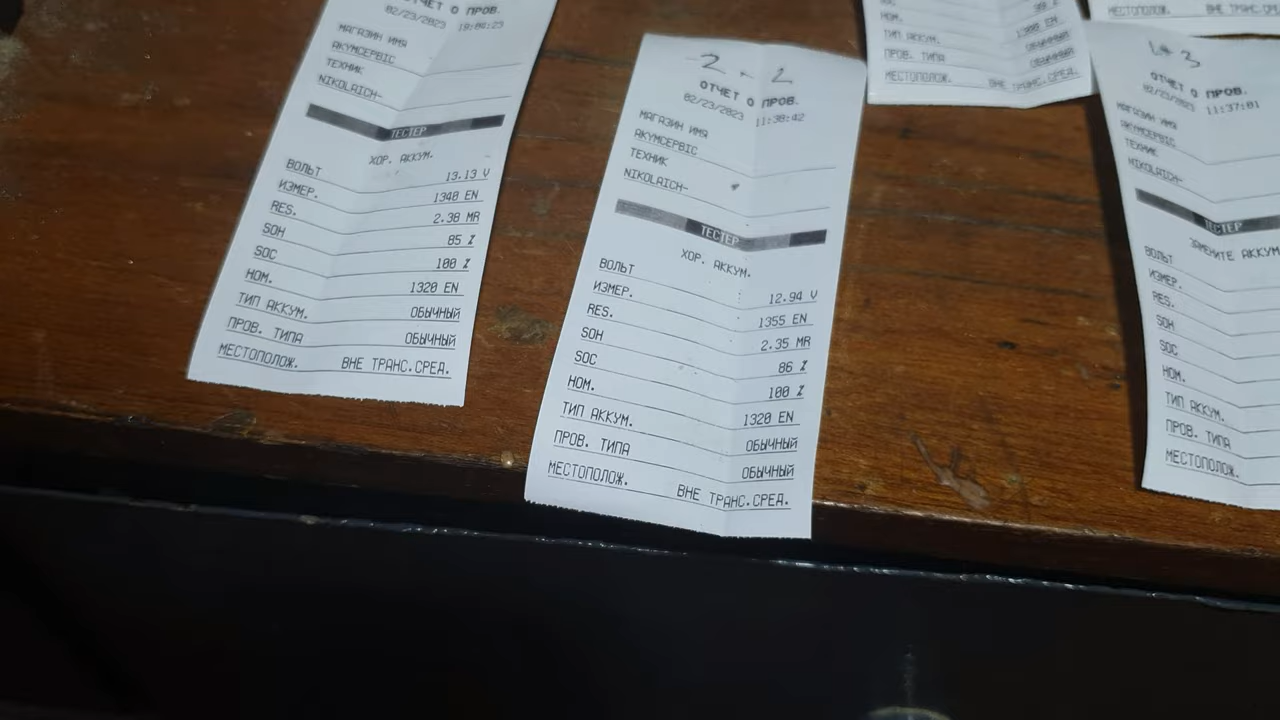 ОТЧЕТ О ПРОВ.
02/23/2023 18:04:23
МАГАЗИН ИМЯ
АКУМСЕРВІС
ТЕХНИК
NIKOLAICH-
ТЕСТЕР
ХОР. АККУМ.
ВОЛЬТ 13.13 V
ИЗМЕР. 1340 EN
RES. 2.38 MR
SOH 85 %
SOC 100 %
НОМ. 1320 EN
ТИП АККУМ. ОБЫЧНЫЙ
ПРОВ. ТИПА ОБЫЧНЫЙ
МЕСТОПОЛОЖ. ВНЕ ТРАНС.СРЕД.
-2 - 2
ОТЧЕТ О ПРОВ.
02/23/2023 11:38:42
МАГАЗИН ИМЯ
АКУМСЕРВІС
ТЕХНИК
NIKOLAICH-
ТЕСТЕР
ХОР. АККУМ.
ВОЛЬТ 12.94 V
ИЗМЕР. 1355 EN
RES. 2.35 MR
SOH 86 %
SOC 100 %
НОМ. 1320 EN
ТИП АККУМ. ОБЫЧНЫЙ
ПРОВ. ТИПА ОБЫЧНЫЙ
МЕСТОПОЛОЖ. ВНЕ ТРАНС.СРЕД.
НОМ. 1300 EN
ТИП АККУМ. ОБЫЧНЫЙ
ПРОВ. ТИПА ОБЫЧНЫЙ
МЕСТОПОЛОЖ. ВНЕ ТРАНС.СРЕД.
МЕСТОПОЛОЖ. ВНЕ ТРАНС.СРЕД.
ОТЧЕТ О ПРОВ.
02/23/2023 11:37:01
МАГАЗИН ИМЯ
АКУМСЕРВІС
ТЕХНИК
NIKOLAICH-
ТЕСТЕР
ЗАМЕНИТЕ АККУМ
ВОЛЬТ
ИЗМЕР.
RES.
SOH
SOC
НОМ.
ТИП АККУМ.
ПРОВ. ТИПА
МЕСТОПОЛОЖ.